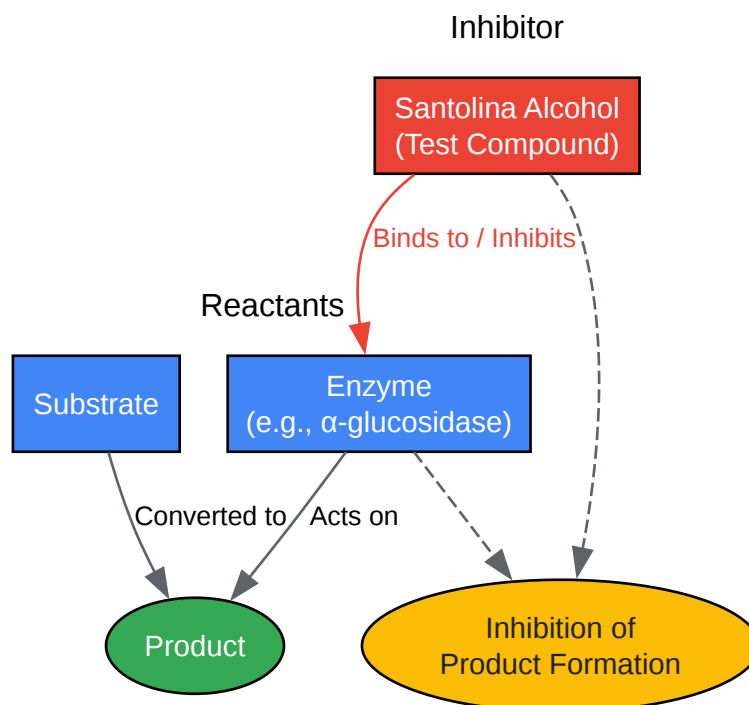 Inhibitor
Santolina Alcohol
(Test Compound)
Binds to / Inhibits
Reactants
Substrate
Enzyme
(e.g., α-glucosidase)
Converted to
Acts on
Product
Inhibition of
Product Formation